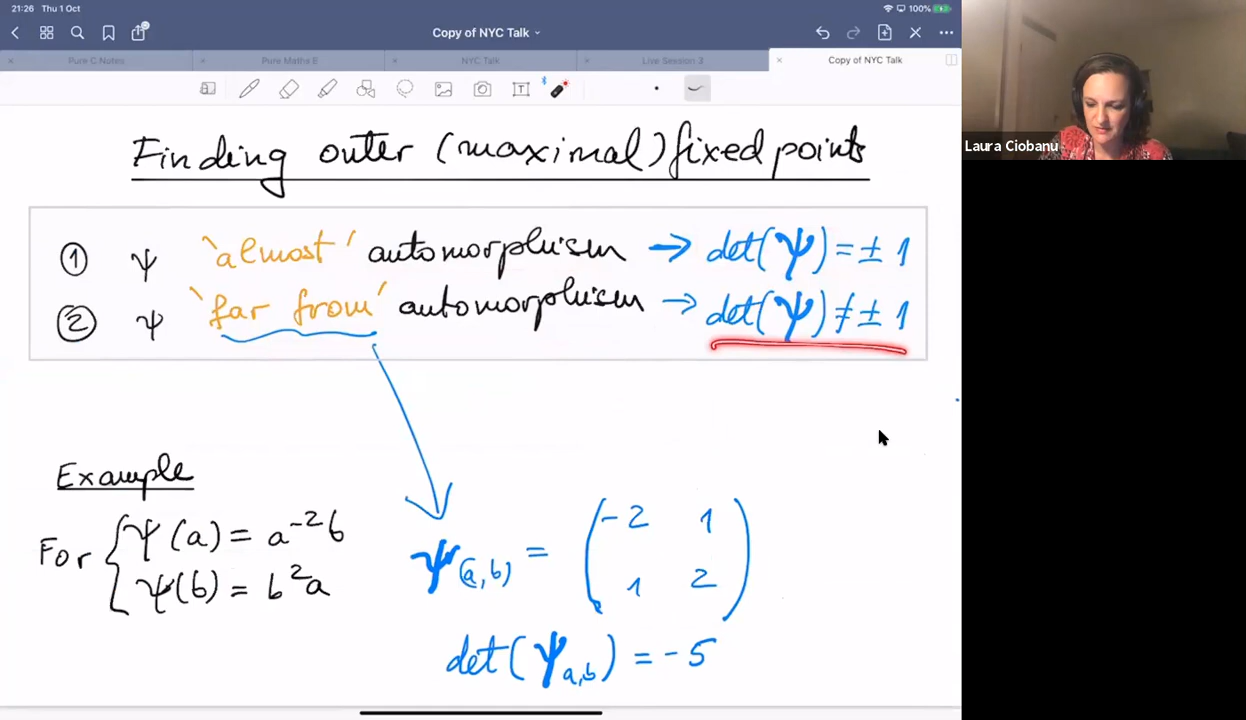 21:26 Thu 1 Oct
100%
Copy of NYC Talk
Pure C Notes
Pure Maths E
NYC Talk
Live Session 3
Copy of NYC Talk
Laura Ciobanu
Finding outer (maximal) fixed points
① ψ 'almost' automorphism → det(ψ) = ± 1
② ψ 'far from' automorphism → det(ψ) ≠ ± 1
Example
For { ψ(a) = a⁻²b
ψ(b) = b²a
ψ(a,b) = ( -2 1
1 2 )
det(ψa,b) = -5